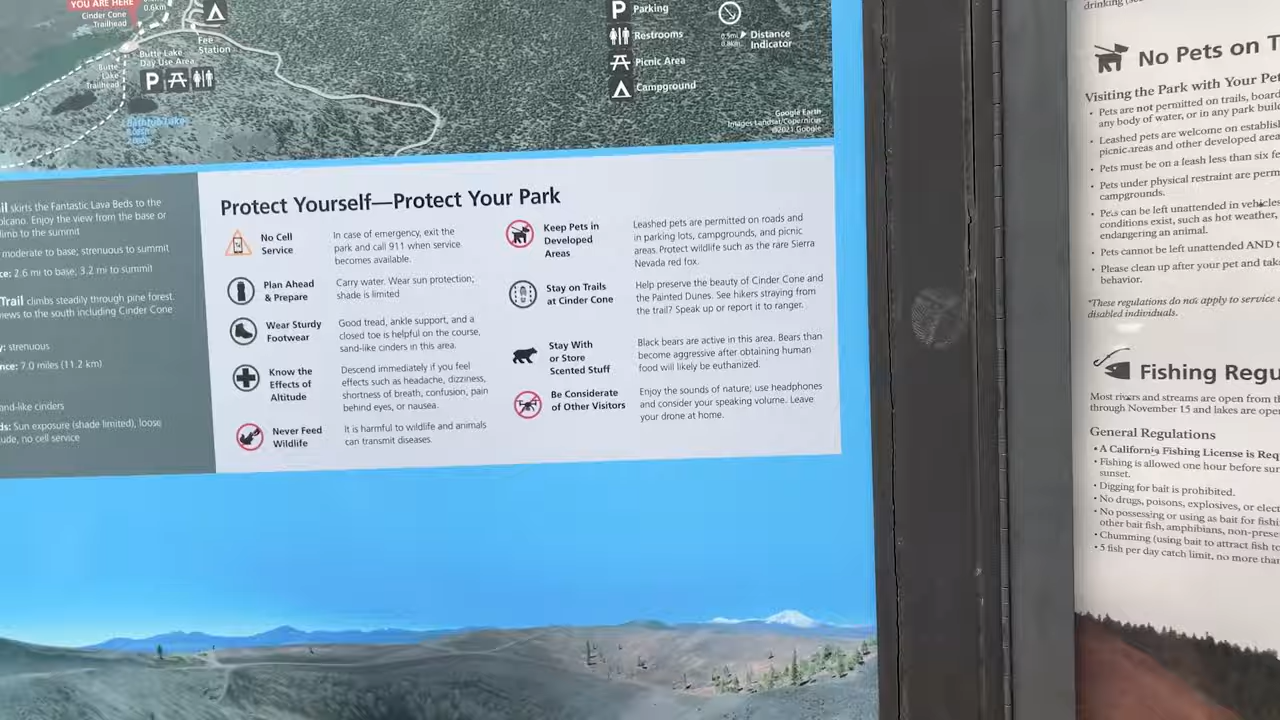 YOU ARE HERE
Cinder Cone
Trailhead
0.6km
Fee
Station
Butte Lake
Day Use Area
Butte
Lake
Trailhead
P
Bathtub Lake
P Parking
Restrooms
Picnic Area
Campground
Distance
Indicator
Google Earth
Images Landsat/Copernicus
©2021 Google
skirts the Fantastic Lava Beds to the
Enjoy the view from the base or
to the summit
moderate to base; strenuous to summit
2.6 mi to base; 3.2 mi to summit
Trail climbs steadily through pine forest.
to the south including Cinder Cone
strenuous
7.0 miles (11.2 km)
cinders
Sun exposure (shade limited), loose
no cell service
Protect Yourself—Protect Your Park
No Cell
Service
In case of emergency, exit the
park and call 911 when service
becomes available.
Plan Ahead
& Prepare
Carry water. Wear sun protection;
shade is limited
Wear Sturdy
Footwear
Good tread, ankle support, and a
closed toe is helpful on the course,
sand-like cinders in this area.
Know the
Effects of
Altitude
Descend immediately if you feel
effects such as headache, dizziness,
shortness of breath, confusion, pain
behind eyes, or nausea.
Never Feed
Wildlife
It is harmful to wildlife and animals
can transmit diseases.
Keep Pets in
Developed
Areas
Leashed pets are permitted on roads and
in parking lots, campgrounds, and picnic
areas. Protect wildlife such as the rare Sierra
Nevada red fox.
Stay on Trails
at Cinder Cone
Help preserve the beauty of Cinder Cone and
the Painted Dunes. See hikers straying from
the trail? Speak up or report it to ranger.
Stay With
or Store
Scented Stuff
Black bears are active in this area. Bears than
become aggressive after obtaining human
food will likely be euthanized.
Be Considerate
of Other Visitors
Enjoy the sounds of nature; use headphones
and consider your speaking volume. Leave
your drone at home.
drinking
No Pets on T
Visiting the Park with Your Pet
• Pets are not permitted on trails, board
any body of water, or in any park buil
• Leashed pets are welcome on establis
picnic areas and other developed area
• Pets must be on a leash less than six fe
• Pets under physical restraint are perm
campgrounds.
• Pets can be left unattended in vehicles
conditions exist, such as hot weather,
endangering an animal.
• Pets cannot be left unattended AND t
• Please clean up after your pet and take
behavior.
*These regulations do not apply to service
disabled individuals.
Fishing Regu
Most rivers and streams are open from th
through November 15 and lakes are open
General Regulations
• A California Fishing License is Req
• Fishing is allowed one hour before sun
sunset.
• Digging for bait is prohibited.
• No drugs, poisons, explosives, or elect
• No possessing or using as bait for fishi
other bait fish, amphibians, non-prese
• Chumming (using bait to attract fish to
• 5 fish per day catch limit, no more than